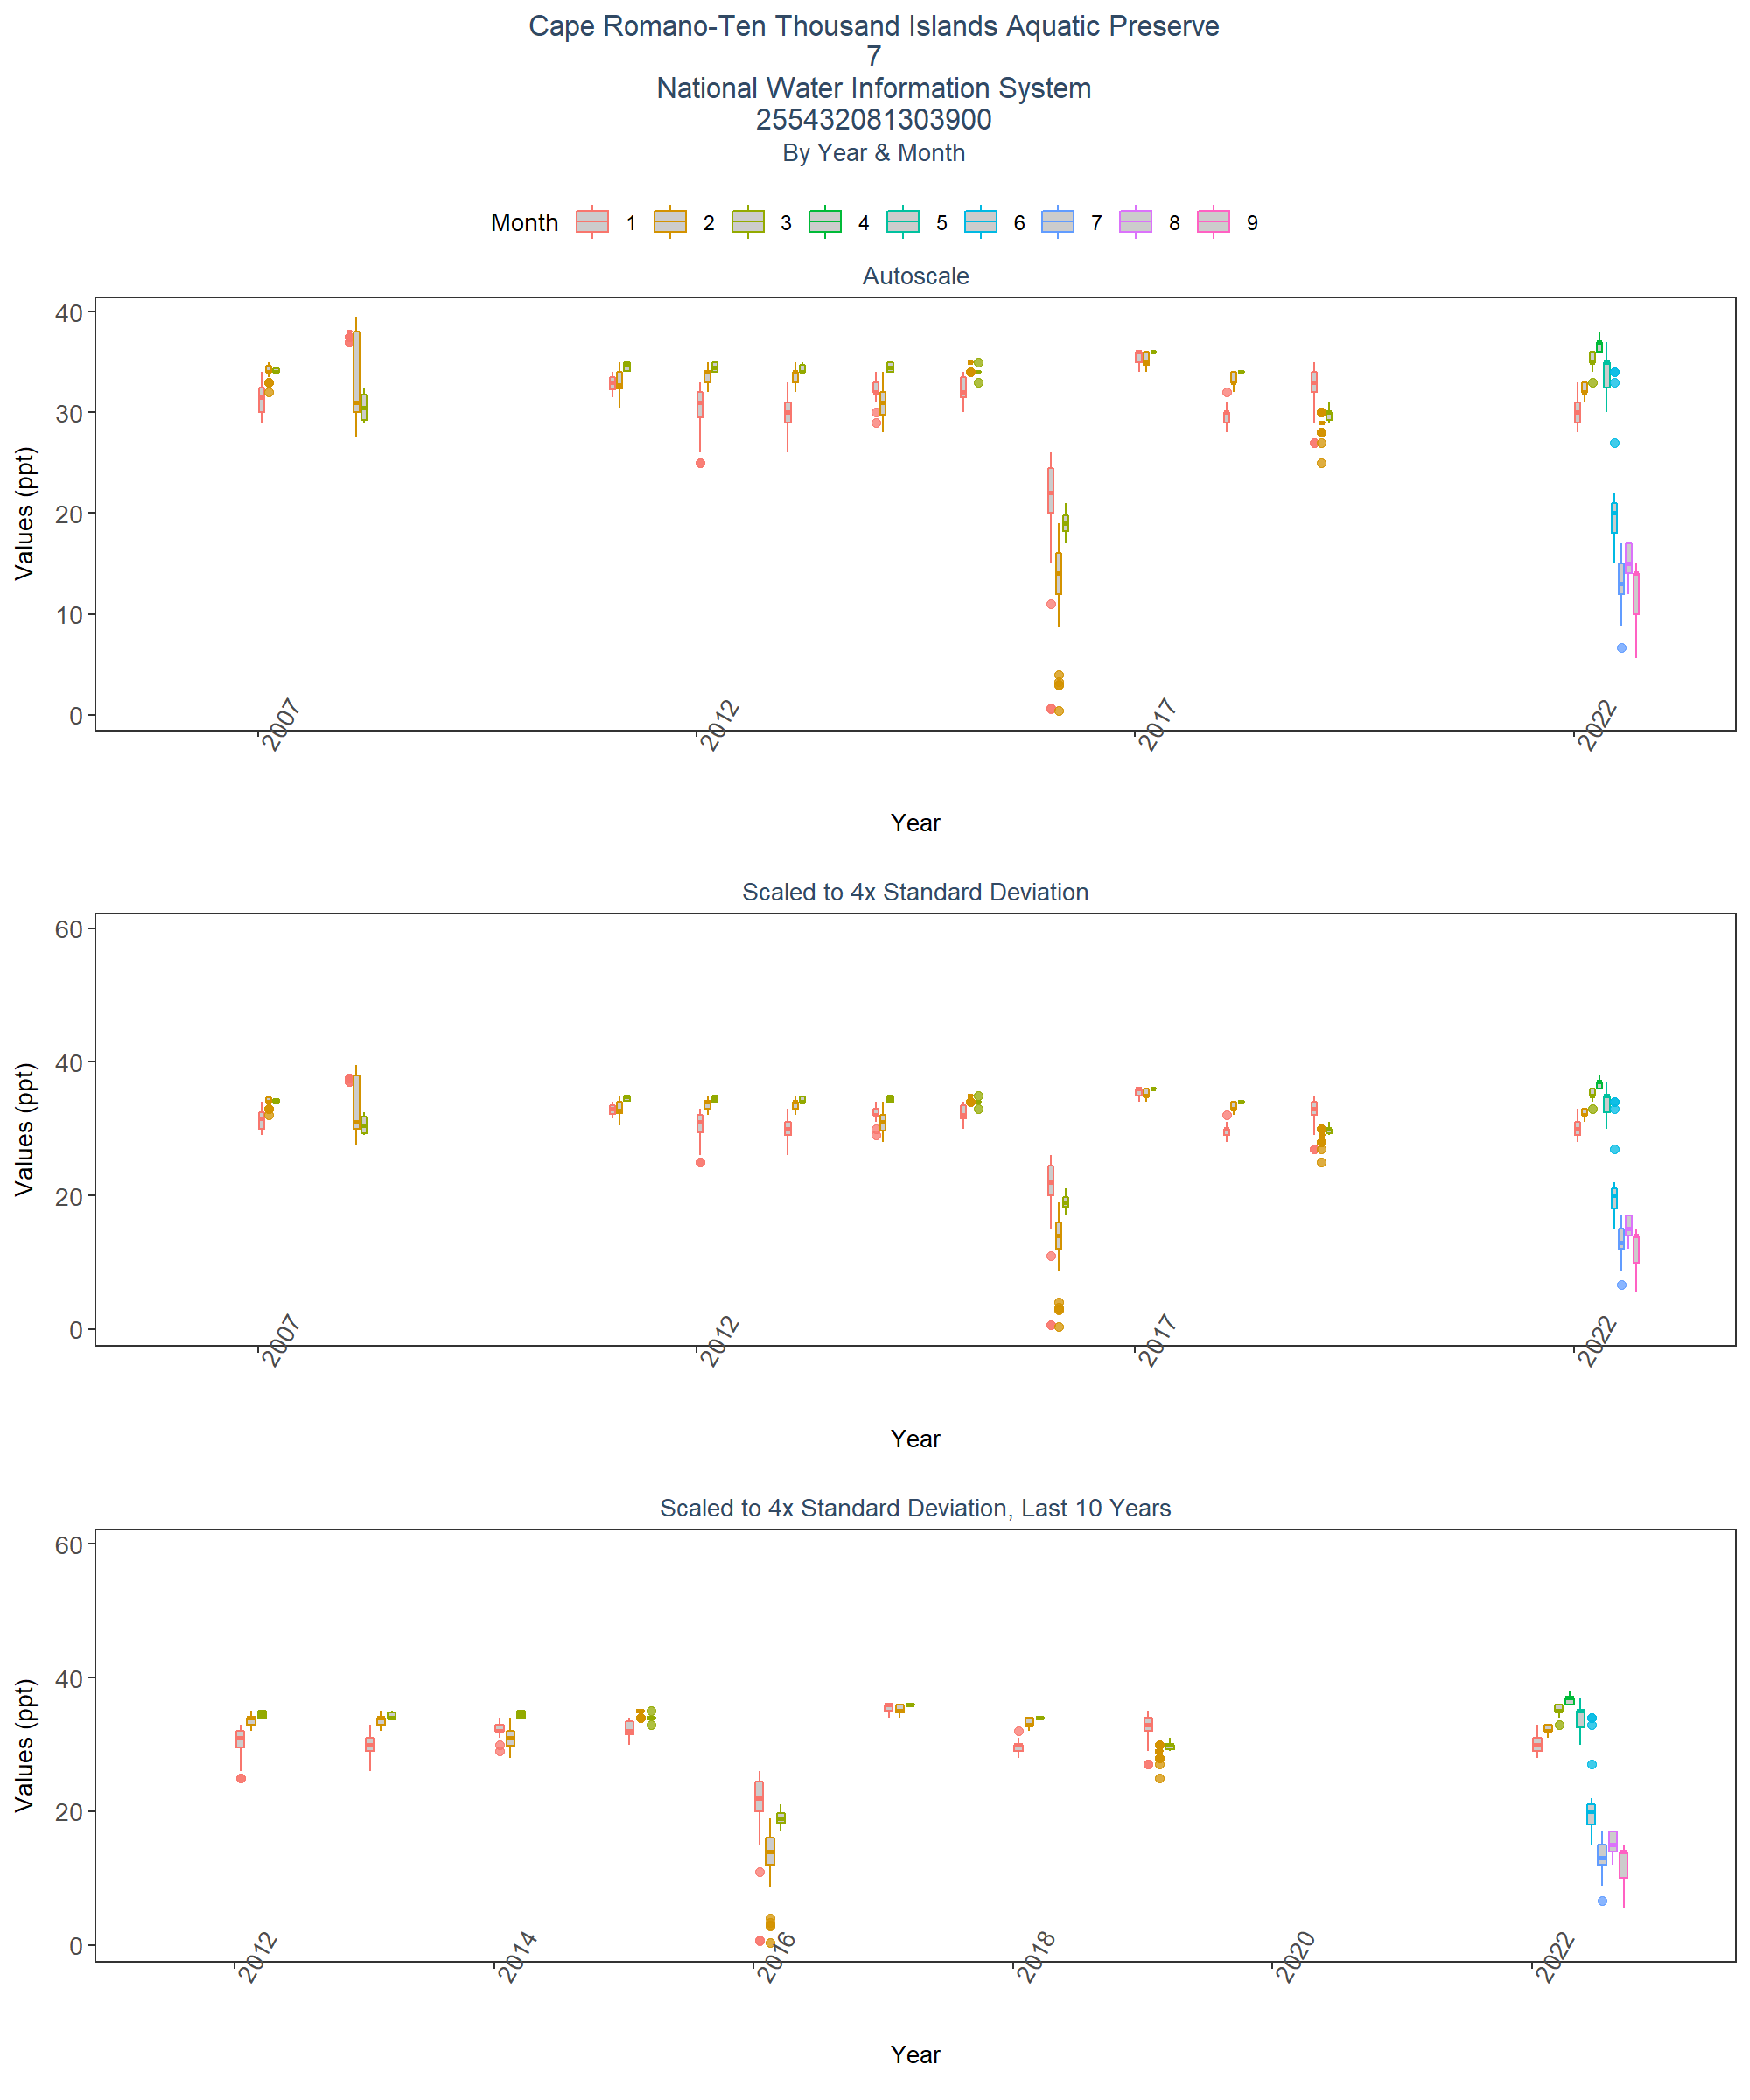 Cape Romano-Ten Thousand Islands Aquatic Preserve
7
National Water Information System
255432081303900
By Year & Month
Month 1 2 3 4 5 6 7 8 9
Autoscale
Values (ppt)
40
30
20
10
0
2007 2012 2017 2022
Year
Scaled to 4x Standard Deviation
Values (ppt)
60
40
20
0
2007 2012 2017 2022
Year
Scaled to 4x Standard Deviation, Last 10 Years
Values (ppt)
60
40
20
0
2012 2014 2016 2018 2020 2022
Year